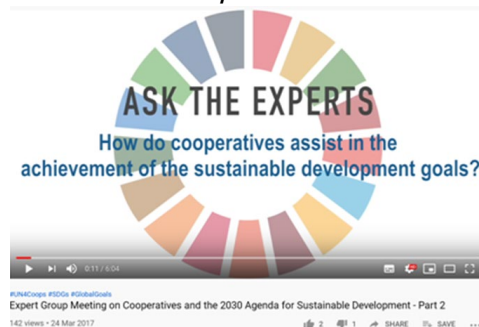 ASK THE EXPERTS
How do cooperatives assist in the
achievement of the sustainable development goals?
0:11 / 6:04
#UN4Coops #SDGs #GlobalGoals
Expert Group Meeting on Cooperatives and the 2030 Agenda for Sustainable Development - Part 2
142 views • 24 Mar 2017
2
1
SHARE
SAVE